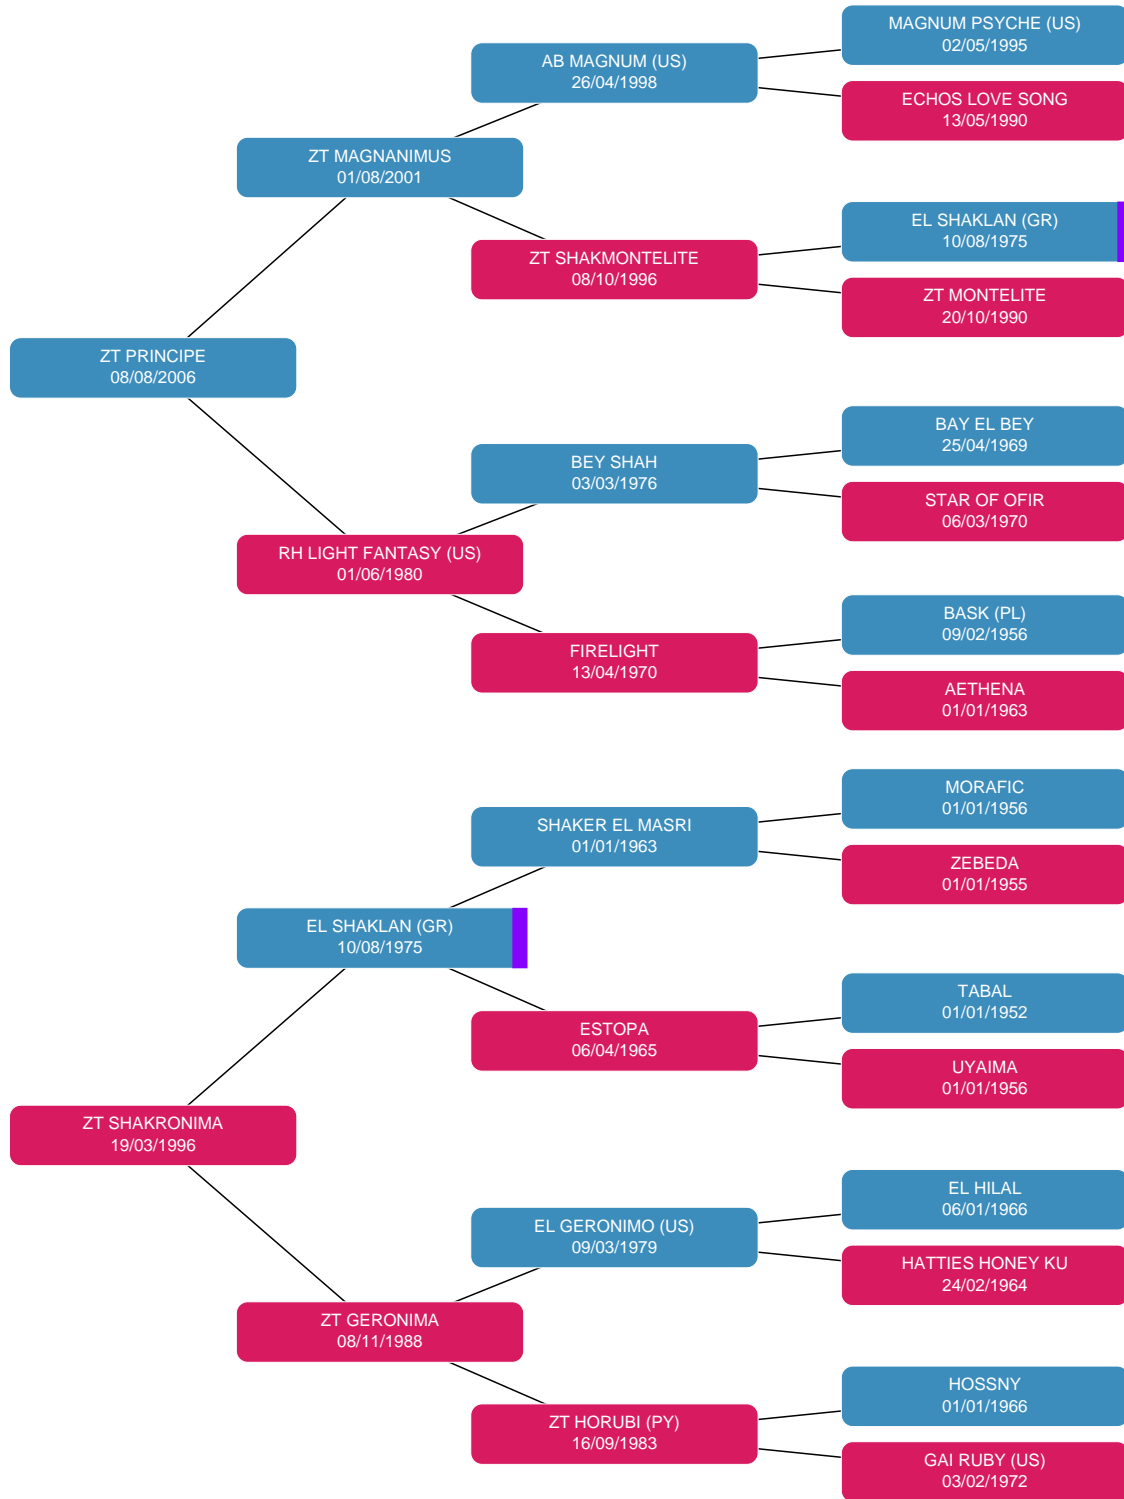 MAGNUM PSYCHE (US)
02/05/1995
AB MAGNUM (US)
26/04/1998
ECHOS LOVE SONG
13/05/1990
ZT MAGNANIMUS
01/08/2001
EL SHAKLAN (GR)
10/08/1975
ZT SHAKMONTELITE
08/10/1996
ZT MONTELITE
20/10/1990
ZT PRINCIPE
08/08/2006
BAY EL BEY
25/04/1969
BEY SHAH
03/03/1976
STAR OF OFIR
06/03/1970
RH LIGHT FANTASY (US)
01/06/1980
BASK (PL)
09/02/1956
FIRELIGHT
13/04/1970
AETHENA
01/01/1963
MORAFIC
01/01/1956
SHAKER EL MASRI
01/01/1963
ZEBEDA
01/01/1955
EL SHAKLAN (GR)
10/08/1975
TABAL
01/01/1952
ESTOPA
06/04/1965
UYAIMA
01/01/1956
ZT SHAKRONIMA
19/03/1996
EL HILAL
06/01/1966
EL GERONIMO (US)
09/03/1979
HATTIES HONEY KU
24/02/1964
ZT GERONIMA
08/11/1988
HOSSNY
01/01/1966
ZT HORUBI (PY)
16/09/1983
GAI RUBY (US)
03/02/1972